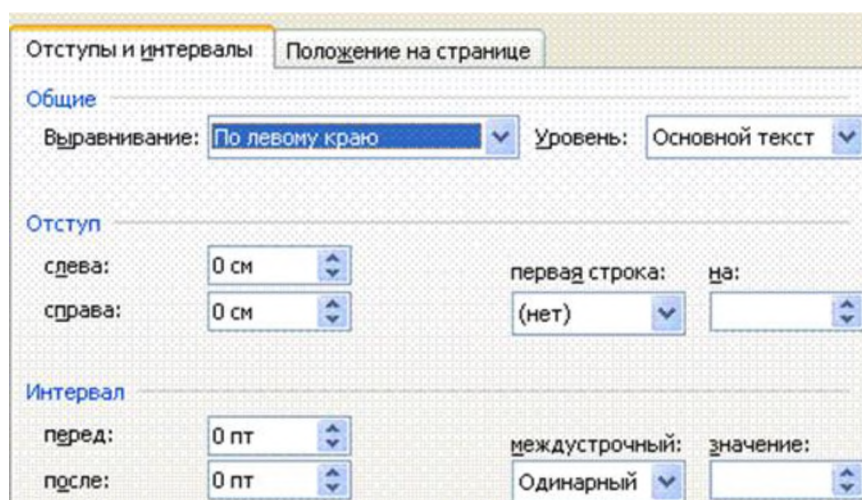 Отступы и интервалы Положение на странице
Общие
Выравнивание: По левому краю Уровень: Основной текст
Отступ
слева: 0 см первая строка: на:
справа: 0 см (нет)
Интервал
перед: 0 пт междустрочный: значение:
после: 0 пт Одинарный